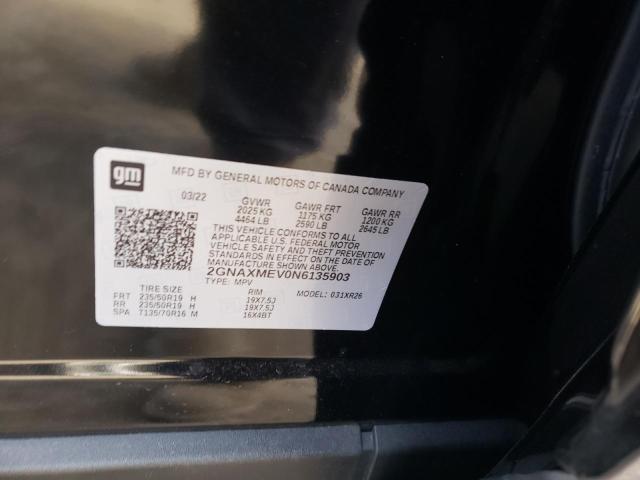 gm
MFD BY GENERAL MOTORS OF CANADA COMPANY
03/22
GVWR GAWR FRT GAWR RR
2025 KG 1175 KG 1200 KG
4464 LB 2590 LB 2645 LB
THIS VEHICLE CONFORMS TO ALL
APPLICABLE U.S. FEDERAL MOTOR
VEHICLE SAFETY AND THEFT PREVENTION
STANDARDS IN EFFECT ON THE DATE OF
MANUFACTURE SHOWN ABOVE.
2GNAXMEV0N6135903
TYPE: MPV MODEL: 031XR26
TIRE SIZE RIM
FRT 235/50R19 H 19X7.5J
RR 235/50R19 H 19X7.5J
SPA T135/70R16 M 16X4BT